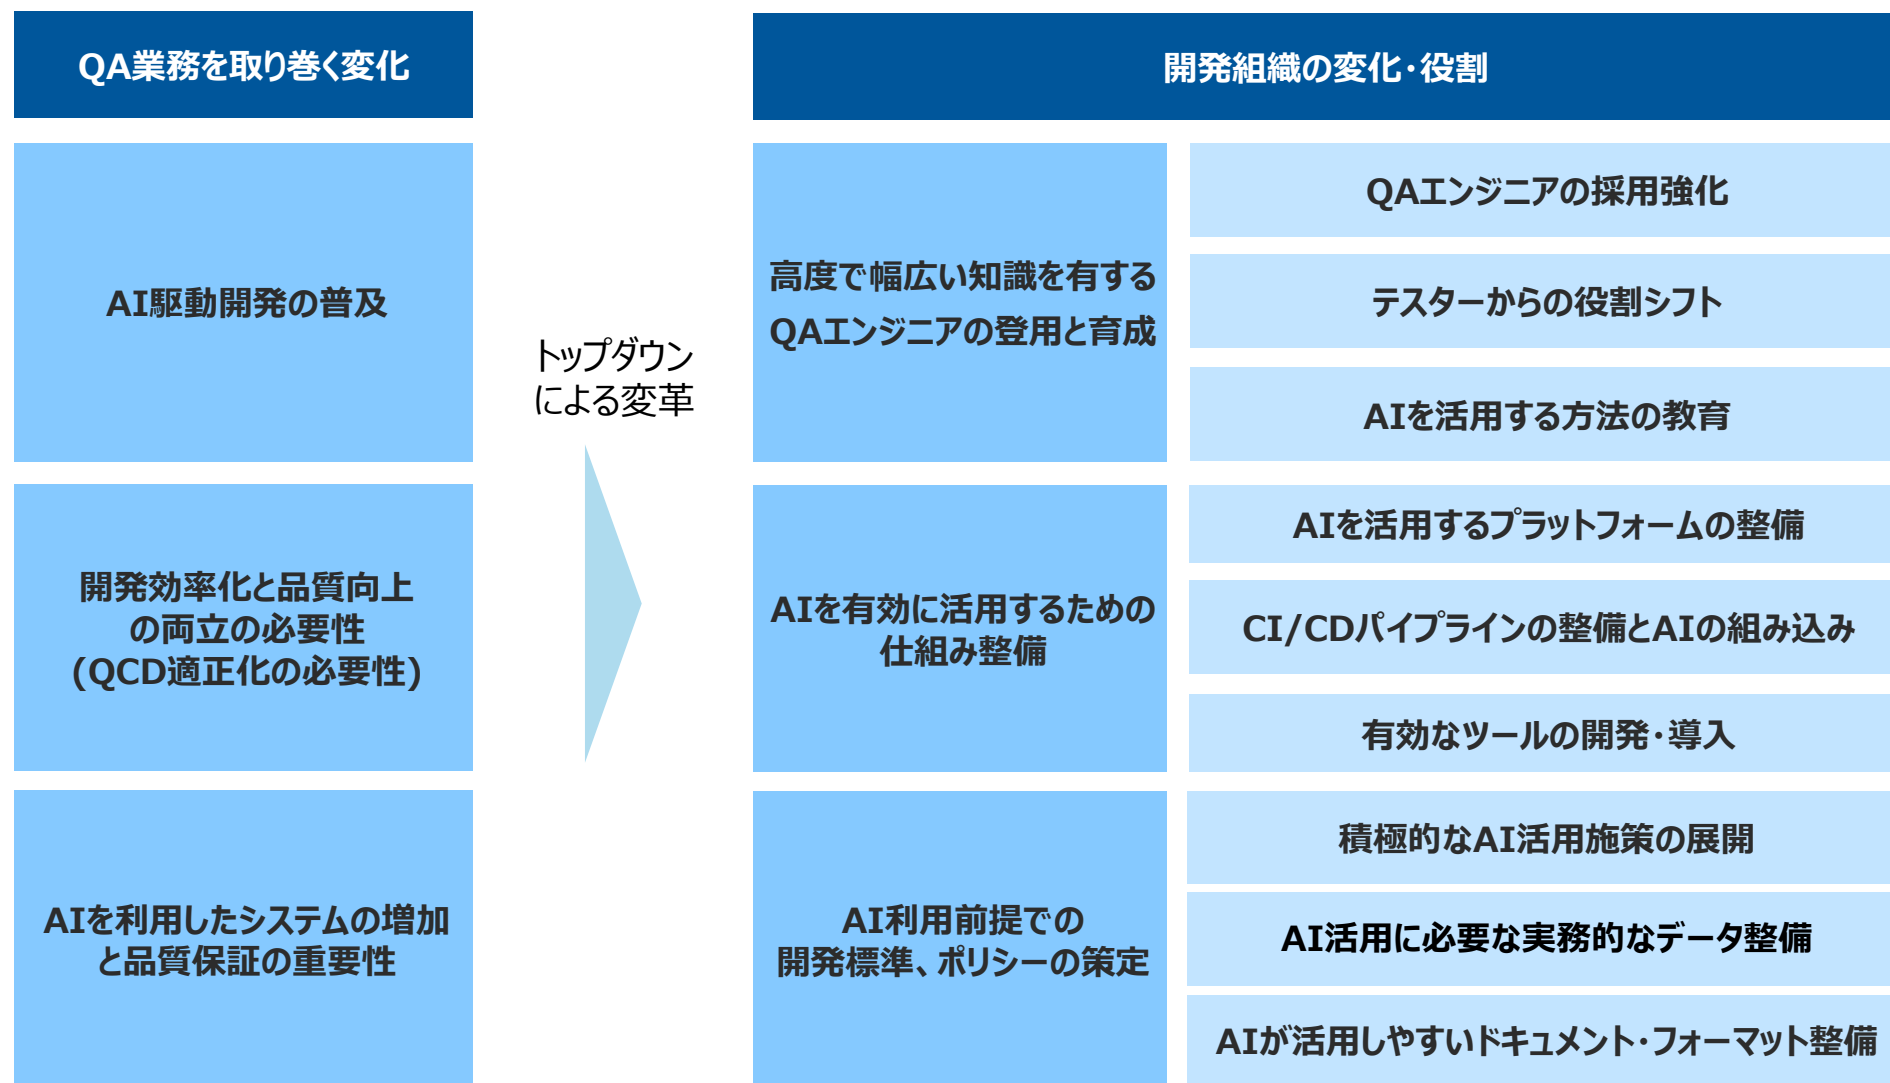 QA業務を取り巻く変化
開発組織の変化・役割
AI駆動開発の普及
開発効率化と品質向上
の両立の必要性
(QCD適正化の必要性)
AIを利用したシステムの増加
と品質保証の重要性
トップダウン
による変革
高度で幅広い知識を有する
QAエンジニアの登用と育成
QAエンジニアの採用強化
テスターからの役割シフト
AIを活用する方法の教育
AIを有効に活用するための
仕組み整備
AIを活用するプラットフォームの整備
CI/CDパイプラインの整備とAIの組み込み
有効なツールの開発・導入
AI利用前提での
開発標準、ポリシーの策定
積極的なAI活用施策の展開
AI活用に必要な実務的なデータ整備
AIが活用しやすいドキュメント・フォーマット整備